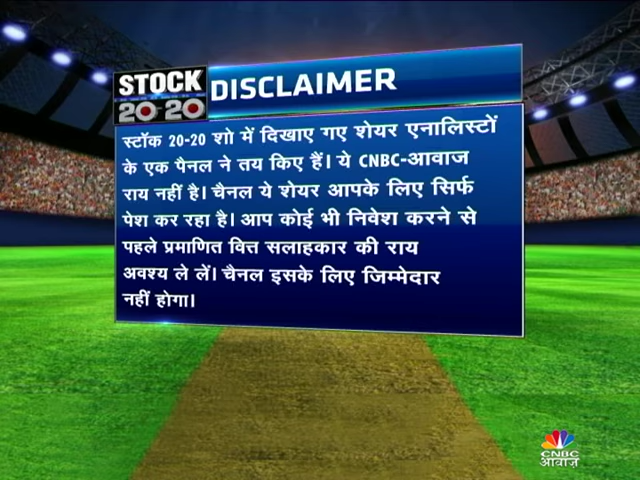 STOCK
20-20
DISCLAIMER
स्टॉक 20-20 शो में दिखाए गए शेयर एनालिस्टों
के एक पैनल ने तय किए हैं। ये CNBC-आवाज
राय नहीं है। चैनल ये शेयर आपके लिए सिर्फ
पेश कर रहा है। आप कोई भी निवेश करने से
पहले प्रमाणित वित्त सलाहकार की राय
अवश्य ले लें। चैनल इसके लिए जिम्मेदार
नहीं होगा।
CNBC
आवाज़